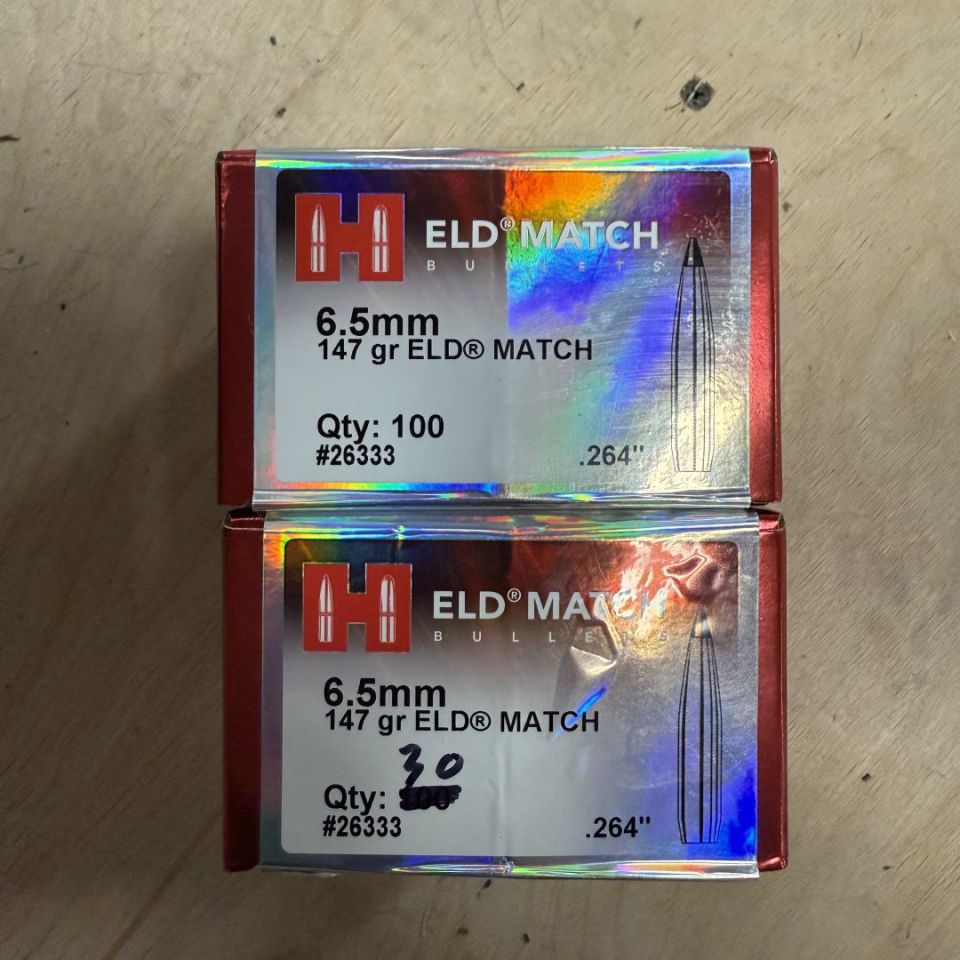 H
ELD® MATCH
BULLETS
6.5mm
147 gr ELD® MATCH
Qty: 100
#26333
.264"
H
ELD® MATCH
BULLETS
6.5mm
147 gr ELD® MATCH
30
Qty: 100
#26333
.264"